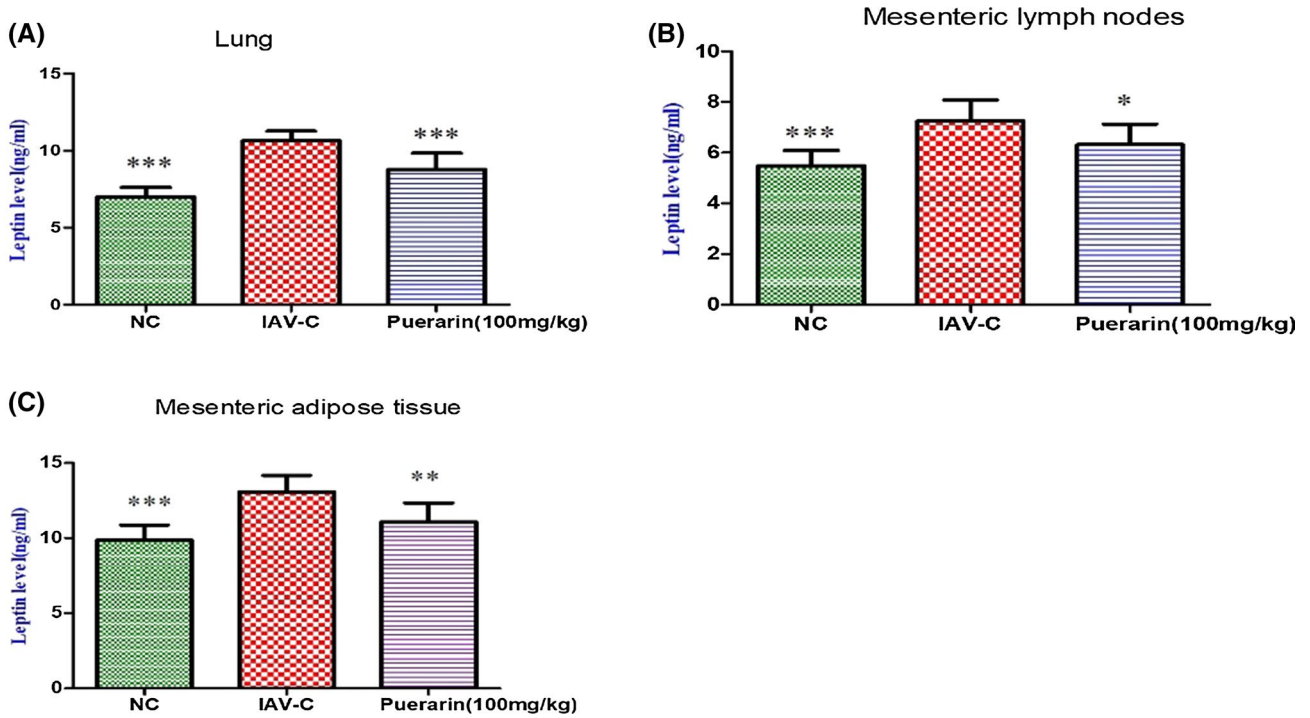 (A)
Lung
Leptin level(ng/ml)
15
10
5
0
***
***
NC
IAV-C
Puerarin(100mg/kg)
(B)
Mesenteric lymph nodes
Leptin level(ng/ml)
10
8
6
4
2
0
***
*
NC
IAV-C
Puerarin(100mg/kg)
(C)
Mesenteric adipose tissue
Leptin level(ng/ml)
15
10
5
0
***
**
NC
IAV-C
Puerarin(100mg/kg)